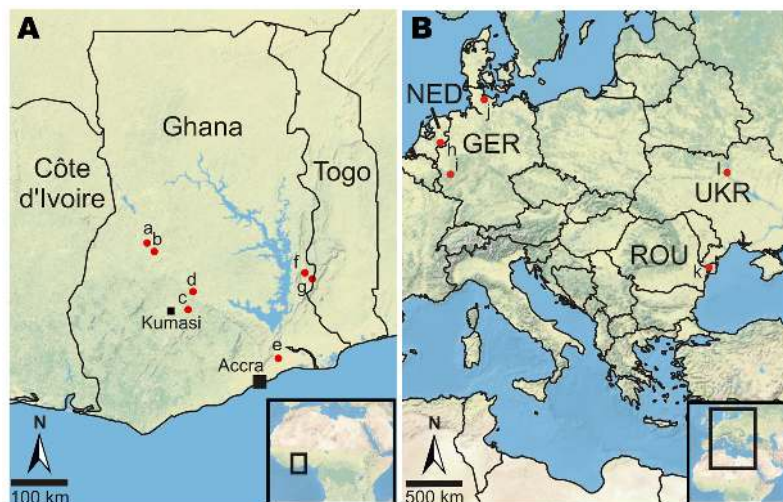 A
Ghana
Côte
d'Ivoire
Togo
a
b
f
g
d
c
Kumasi
e
Accra
N
100 km
B
NED
j
GER
h
i
l
UKR
ROU
k
N
500 km